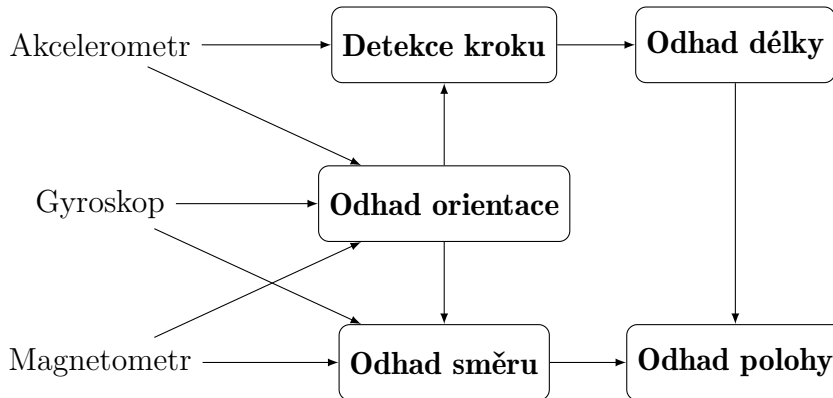 Akcelerometr
Detekce kroku
Odhad délky
Gyroskop
Odhad orientace
Magnetometr
Odhad směru
Odhad polohy